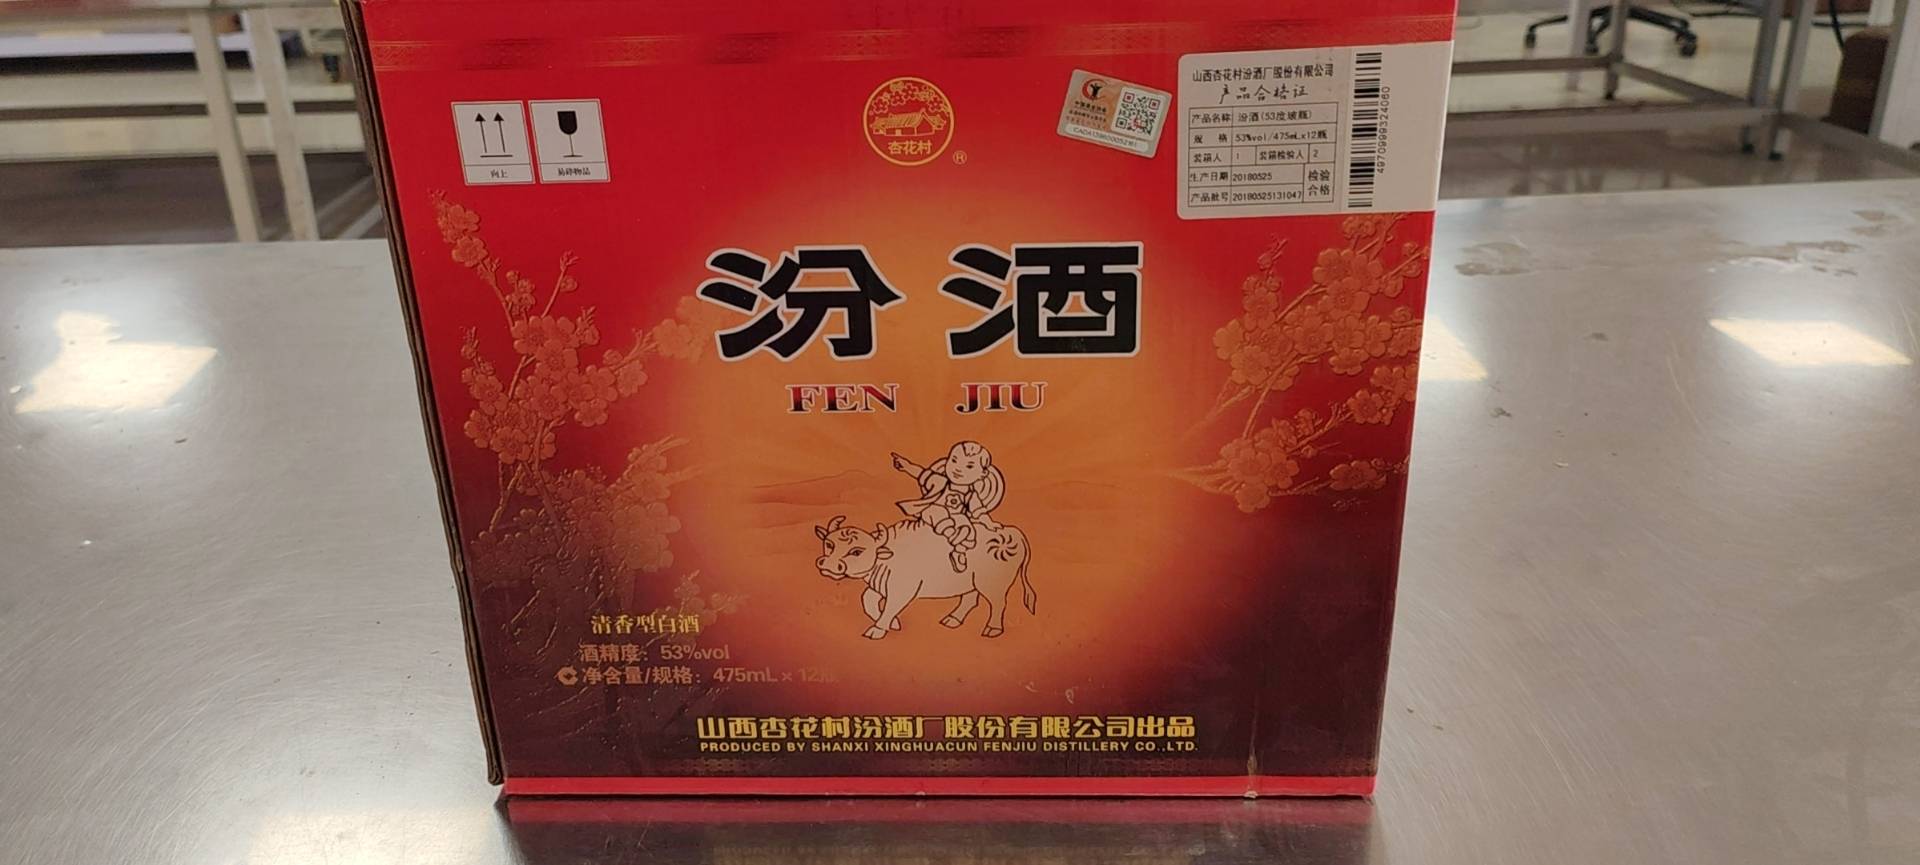 向上
易碎物品
杏花村
®
山西杏花村汾酒厂股份有限公司
产品合格证
产品名称 汾酒(53度玻瓶)
规 格 53%vol/475mL×12瓶
装箱人 1 装箱检验人 2
生产日期 20180525 检验
产品批号 20180525131047 合格
汾酒
FEN JIU
清香型白酒
酒精度：53%vol
净含量/规格：475mL×12瓶
山西杏花村汾酒厂股份有限公司出品
PRODUCED BY SHANXI XINGHUACUN FENJIU DISTILLERY CO.,LTD.